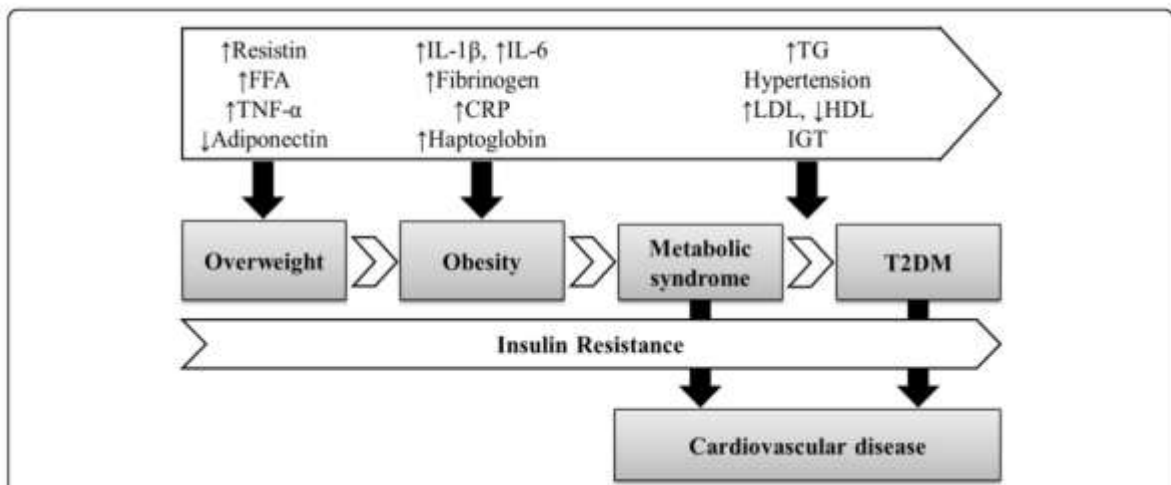 ↑Resistin
↑FFA
↑TNF-α
↓Adiponectin
↑IL-1β, ↑IL-6
↑Fibrinogen
↑CRP
↑Haptoglobin
↑TG
Hypertension
↑LDL, ↓HDL
IGT
Overweight
Obesity
Metabolic
syndrome
T2DM
Insulin Resistance
Cardiovascular disease